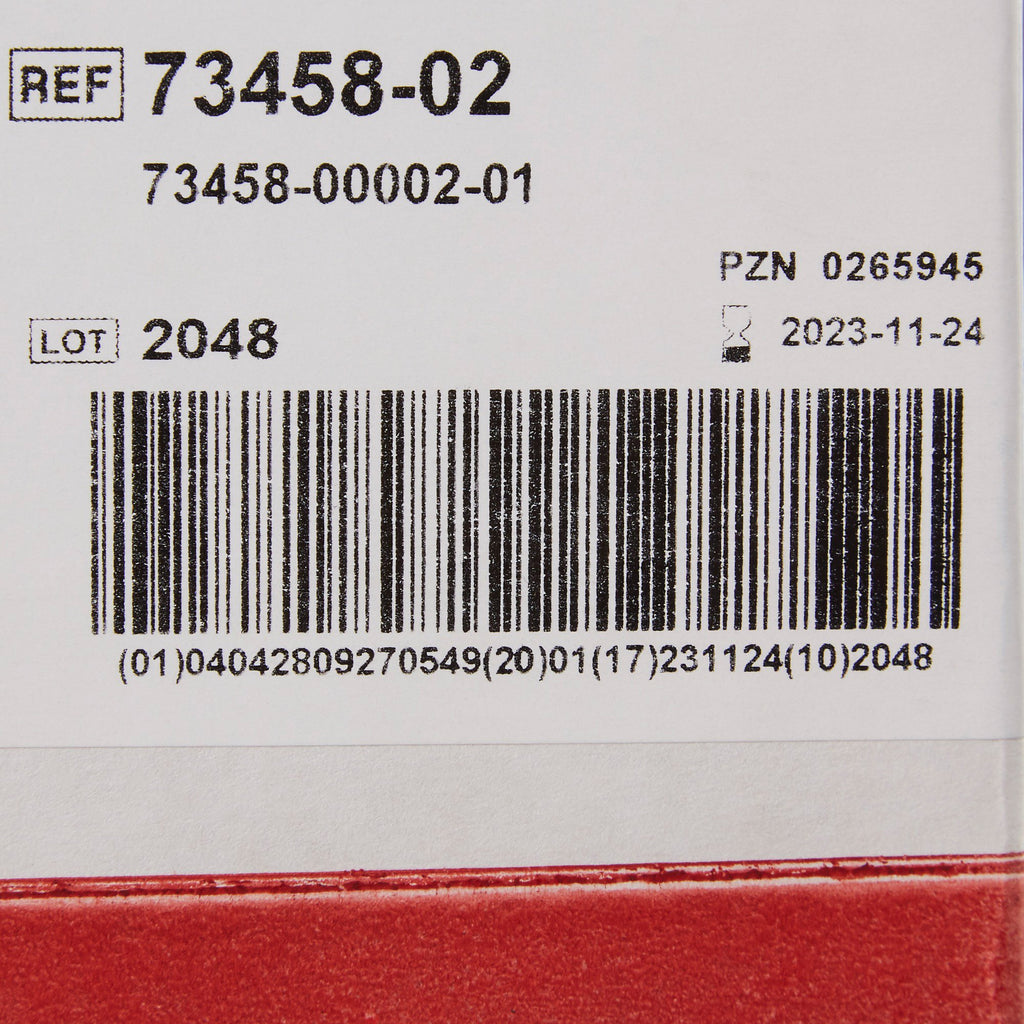 REF 73458-02
73458-00002-01
PZN 0265945
LOT 2048
2023-11-24
(01)04042809270549(20)01(17)231124(10)2048